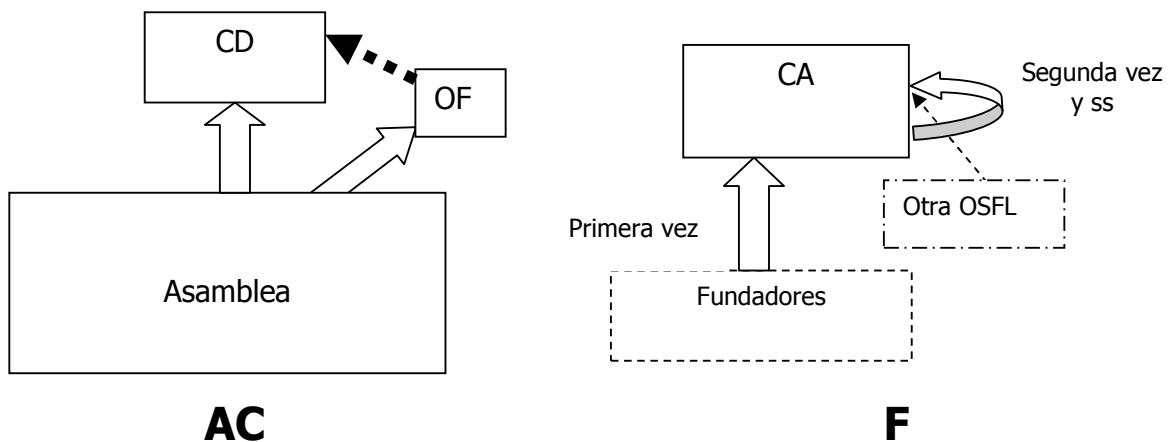 CD
OF
Asamblea
AC
CA
Segunda vez
y ss
Otra OSFL
Primera vez
Fundadores
F